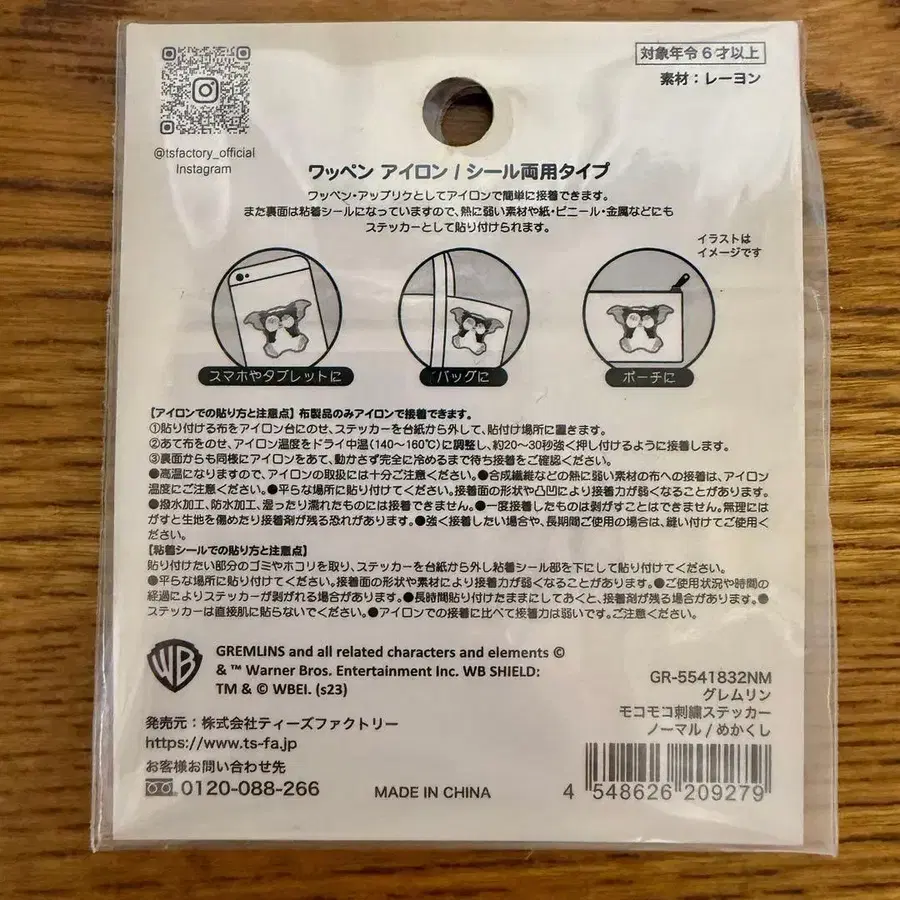 @tsfactory_official
Instagram
対象年令6才以上
素材：レーヨン
ワッペン アイロン / シール両用タイプ
ワッペン・アップリケとしてアイロンで簡単に接着できます。
また裏面は粘着シールになっていますので、熱に弱い素材や紙・ビニール・金属などにも
ステッカーとして貼り付けられます。
イラストは
イメージです
スマホやタブレットに
バッグに
ポーチに
【アイロンでの貼り方と注意点】布製品のみアイロンで接着できます。
①貼り付ける布をアイロン台にのせ、ステッカーを台紙から外して、貼付け場所に置きます。
②あて布をのせ、アイロン温度をドライ中温(140〜160℃)に調整し、約20〜30秒強く押し付けるように接着します。
③裏面からも同様にアイロンをあて、動かさず完全に冷めるまで待ち接着をご確認ください。
●高温になりますので、アイロンの取扱には十分ご注意ください。●合成繊維などの熱に弱い素材の布への接着は、アイロン
温度にご注意ください。●平らな場所に貼り付けてください。接着面の形状や凸凹により接着力が弱くなることがあります。
●撥水加工、防水加工、湿ったり濡れたものには接着できません。●一度接着したものは剥がすことはできません。無理には
がすと生地を傷めたり接着剤が残る恐れがあります。●強く接着したい場合や、長期間ご使用の場合は、縫い付けてご使用く
ださい。
【粘着シールでの貼り方と注意点】
貼り付けたい部分のゴミやホコリを取り、ステッカーを台紙から外し粘着シール部を下にして貼り付けてください。
●平らな場所に貼り付けてください。接着面の形状や素材により接着力が弱くなることがあります。●ご使用状況や時間の
経過によりステッカーが剥がれる場合があります。●長時間貼り付けたままにしておくと、接着剤が残る場合があります。●
ステッカーは直接肌に貼らないでください。●アイロンでの接着に比べて接着力は弱いです。ご注意ください。
WB
GREMLINS and all related characters and elements ©
& ™ Warner Bros. Entertainment Inc. WB SHIELD:
TM & © WBEI. (s23)
GR-5541832NM
グレムリン
モコモコ刺繍ステッカー
ノーマル / めかくし
発売元：株式会社ティーズファクトリー
https://www.ts-fa.jp
お客様お問い合わせ先
0120-088-266
MADE IN CHINA
4 548626 209279